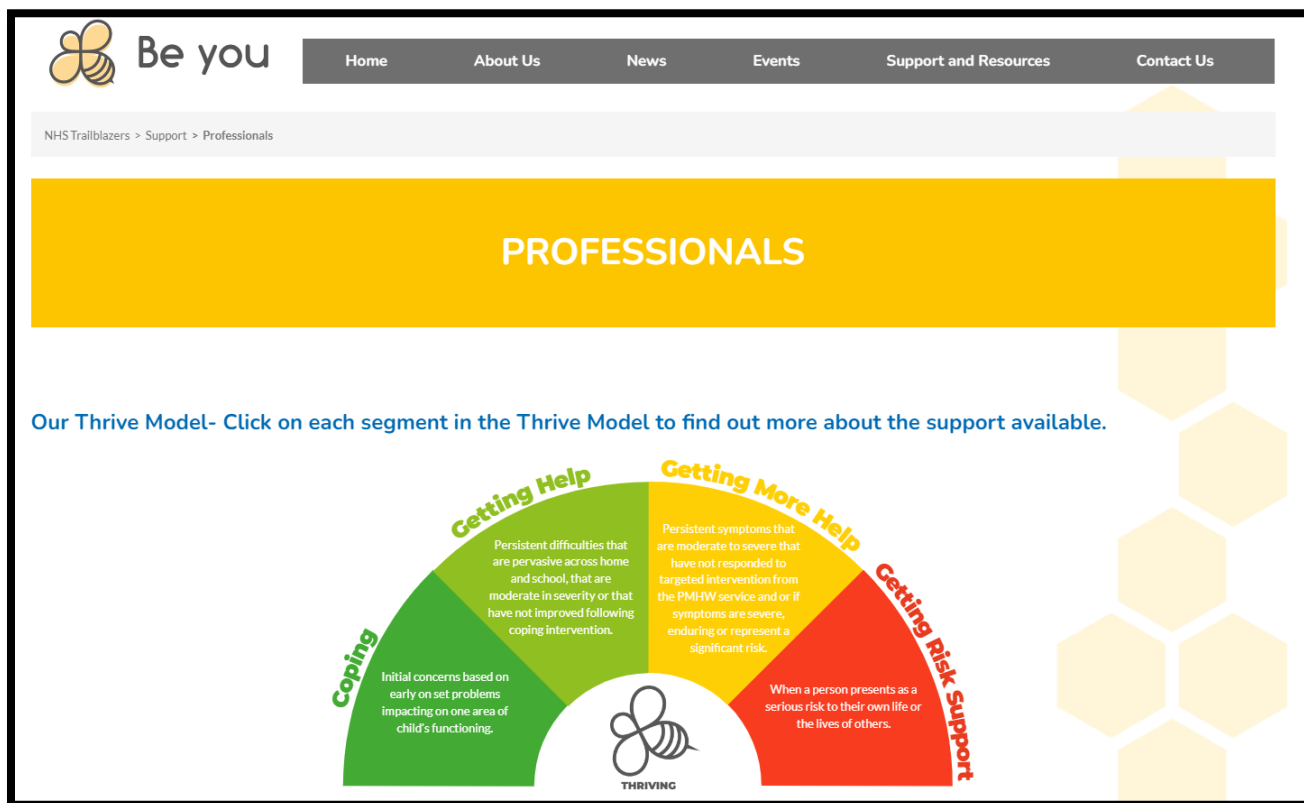 Be you
Home About Us News Events Support and Resources Contact Us
NHS Trailblazers > Support > Professionals
PROFESSIONALS
Our Thrive Model- Click on each segment in the Thrive Model to find out more about the support available.
Coping
Initial concerns based on
early on set problems
impacting on one area of
child's functioning.
Getting Help
Persistent difficulties that
are pervasive across home
and school, that are
moderate in severity or that
have not improved following
coping intervention.
Getting More Help
Persistent symptoms that
are moderate to severe that
have not responded to
targeted intervention from
the PMHW service and or if
symptoms are severe,
enduring or represent a
significant risk.
Getting Risk Support
When a person presents as a
serious risk to their own life or
the lives of others.
THRIVING